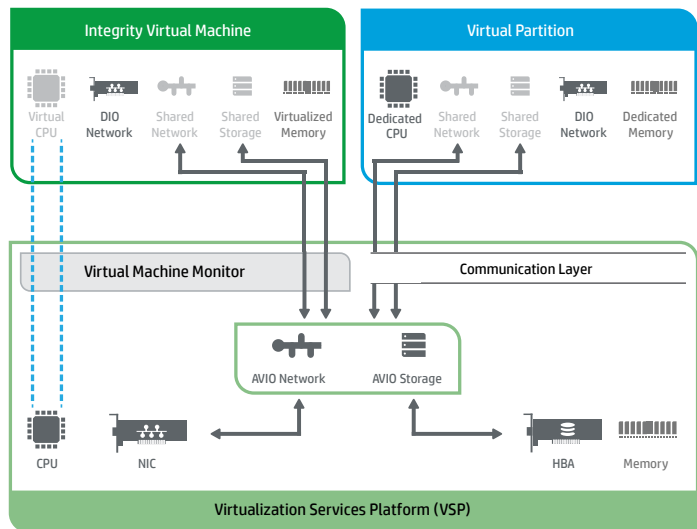 Integrity Virtual Machine
Virtual Partition
Virtual
CPU
DIO
Network
Shared
Network
Shared
Storage
Virtualized
Memory
Dedicated
CPU
Shared
Network
Shared
Storage
DIO
Network
Dedicated
Memory
Virtual Machine Monitor
Communication Layer
AVIO Network
AVIO Storage
CPU
NIC
HBA
Memory
Virtualization Services Platform (VSP)